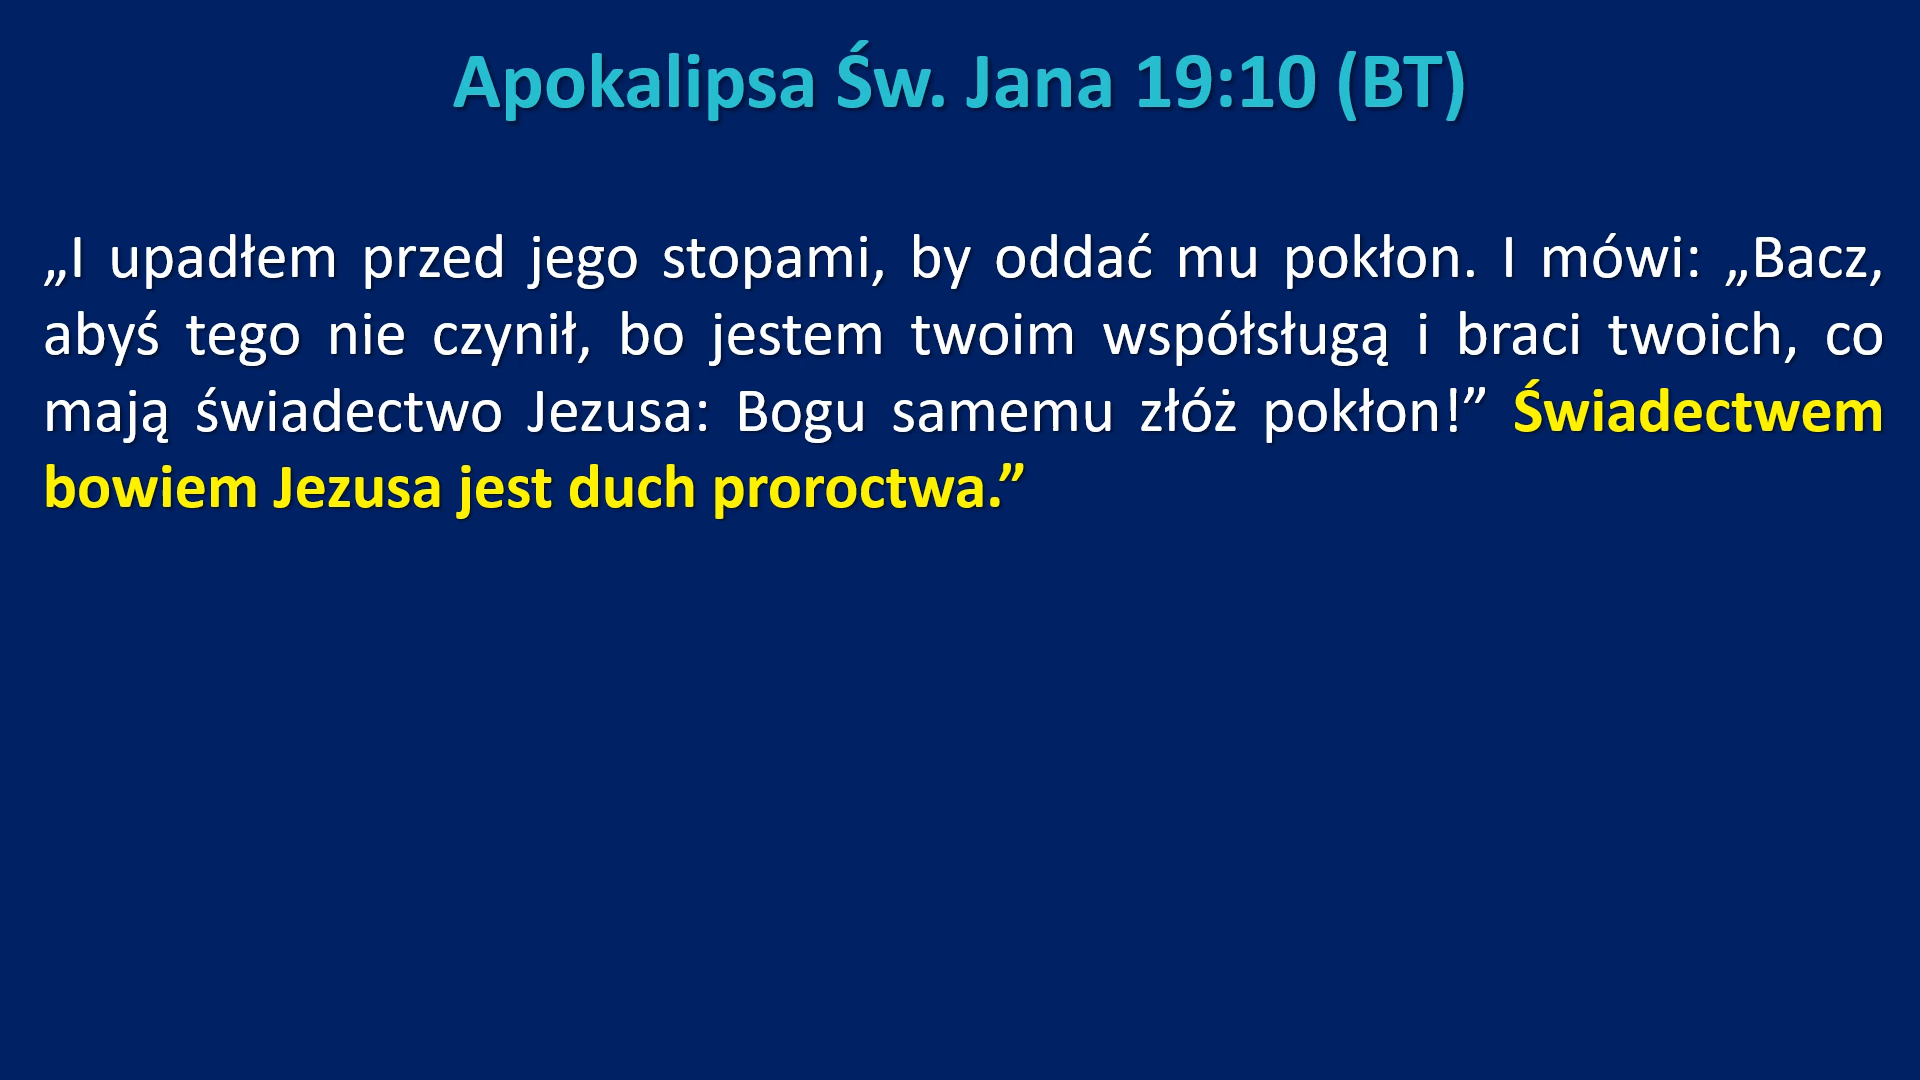 Apokalipsa Św. Jana 19:10 (BT)
„I upadłem przed jego stopami, by oddać mu pokłon. I mówi: „Bacz,
abyś tego nie czynił, bo jestem twoim współsługą i braci twoich, co
mają świadectwo Jezusa: Bogu samemu złóż pokłon!” Świadectwem
bowiem Jezusa jest duch proroctwa.”